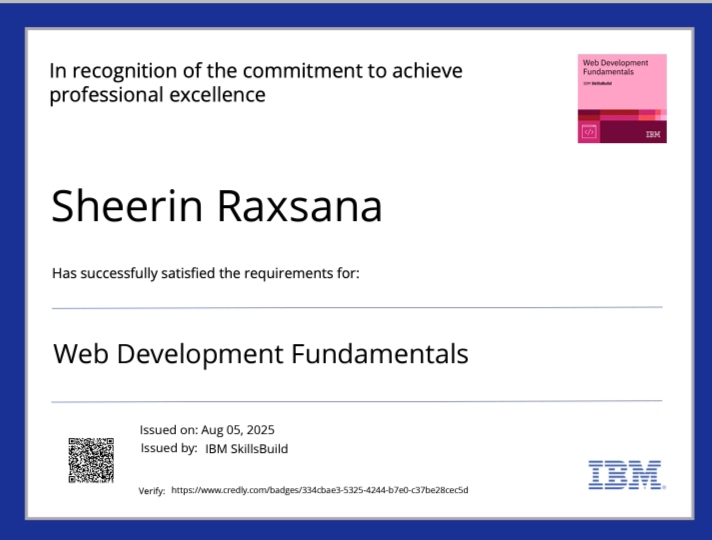 In recognition of the commitment to achieve
professional excellence
Web Development
Fundamentals
IBM SkillsBuild
</>
IBM
Sheerin Raxsana
Has successfully satisfied the requirements for:
Web Development Fundamentals
Issued on: Aug 05, 2025
Issued by: IBM SkillsBuild
Verify: https://www.credly.com/badges/334cbae3-5325-4244-b7e0-c37be28cec5d
IBM.